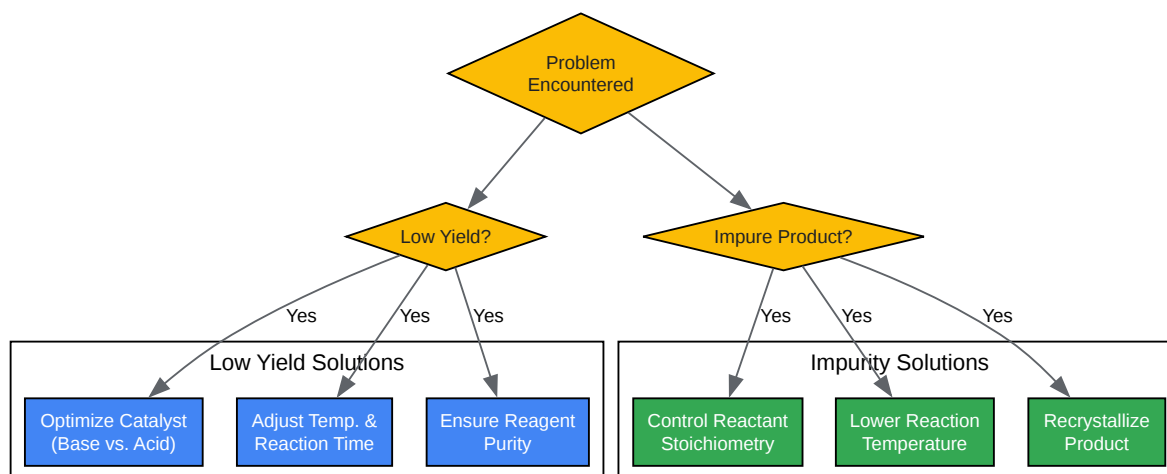 Problem
Encountered
Low Yield?
Impure Product?
Yes
Yes
Yes
Yes
Yes
Yes
Low Yield Solutions
Impurity Solutions
Optimize Catalyst
(Base vs. Acid)
Adjust Temp. &
Reaction Time
Ensure Reagent
Purity
Control Reactant
Stoichiometry
Lower Reaction
Temperature
Recrystallize
Product